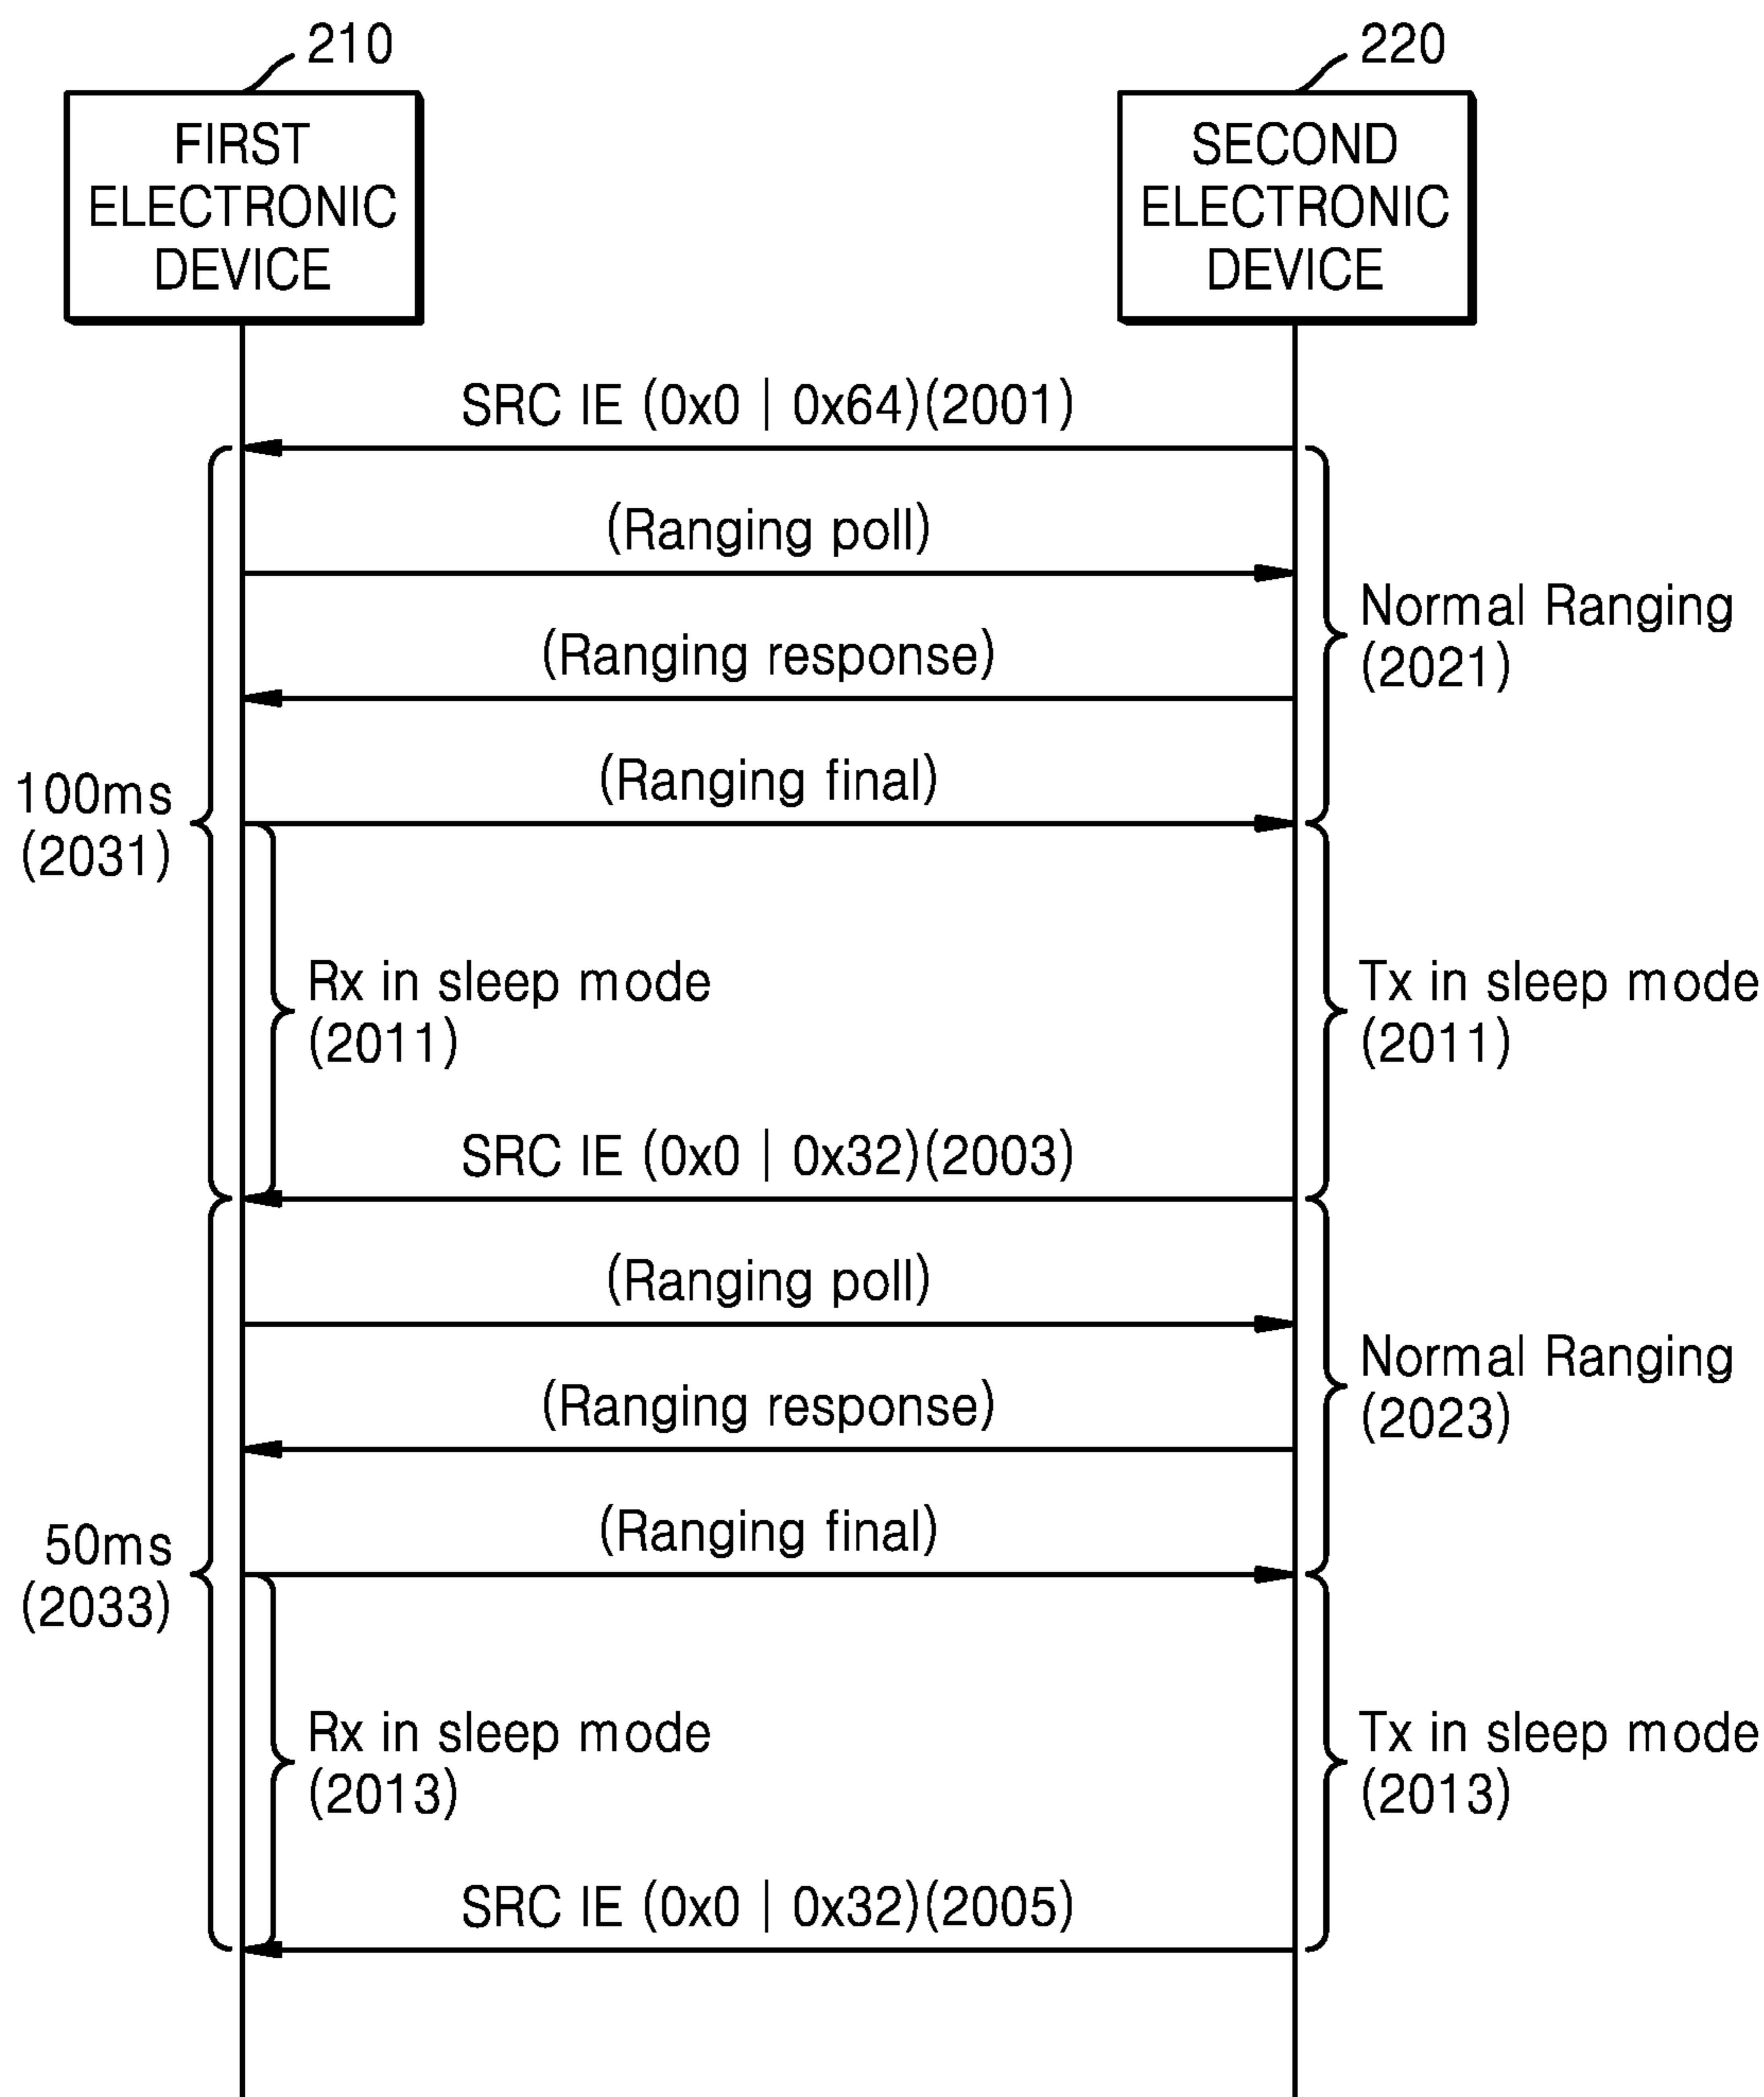 210
220
FIRST
ELECTRONIC
DEVICE
SECOND
ELECTRONIC
DEVICE
SRC IE (0x0 | 0x64)(2001)
(Ranging poll)
Normal Ranging
(2021)
(Ranging response)
(Ranging final)
100ms
(2031)
Rx in sleep mode
(2011)
Tx in sleep mode
(2011)
SRC IE (0x0 | 0x32)(2003)
(Ranging poll)
Normal Ranging
(2023)
(Ranging response)
(Ranging final)
50ms
(2033)
Rx in sleep mode
(2013)
Tx in sleep mode
(2013)
SRC IE (0x0 | 0x32)(2005)